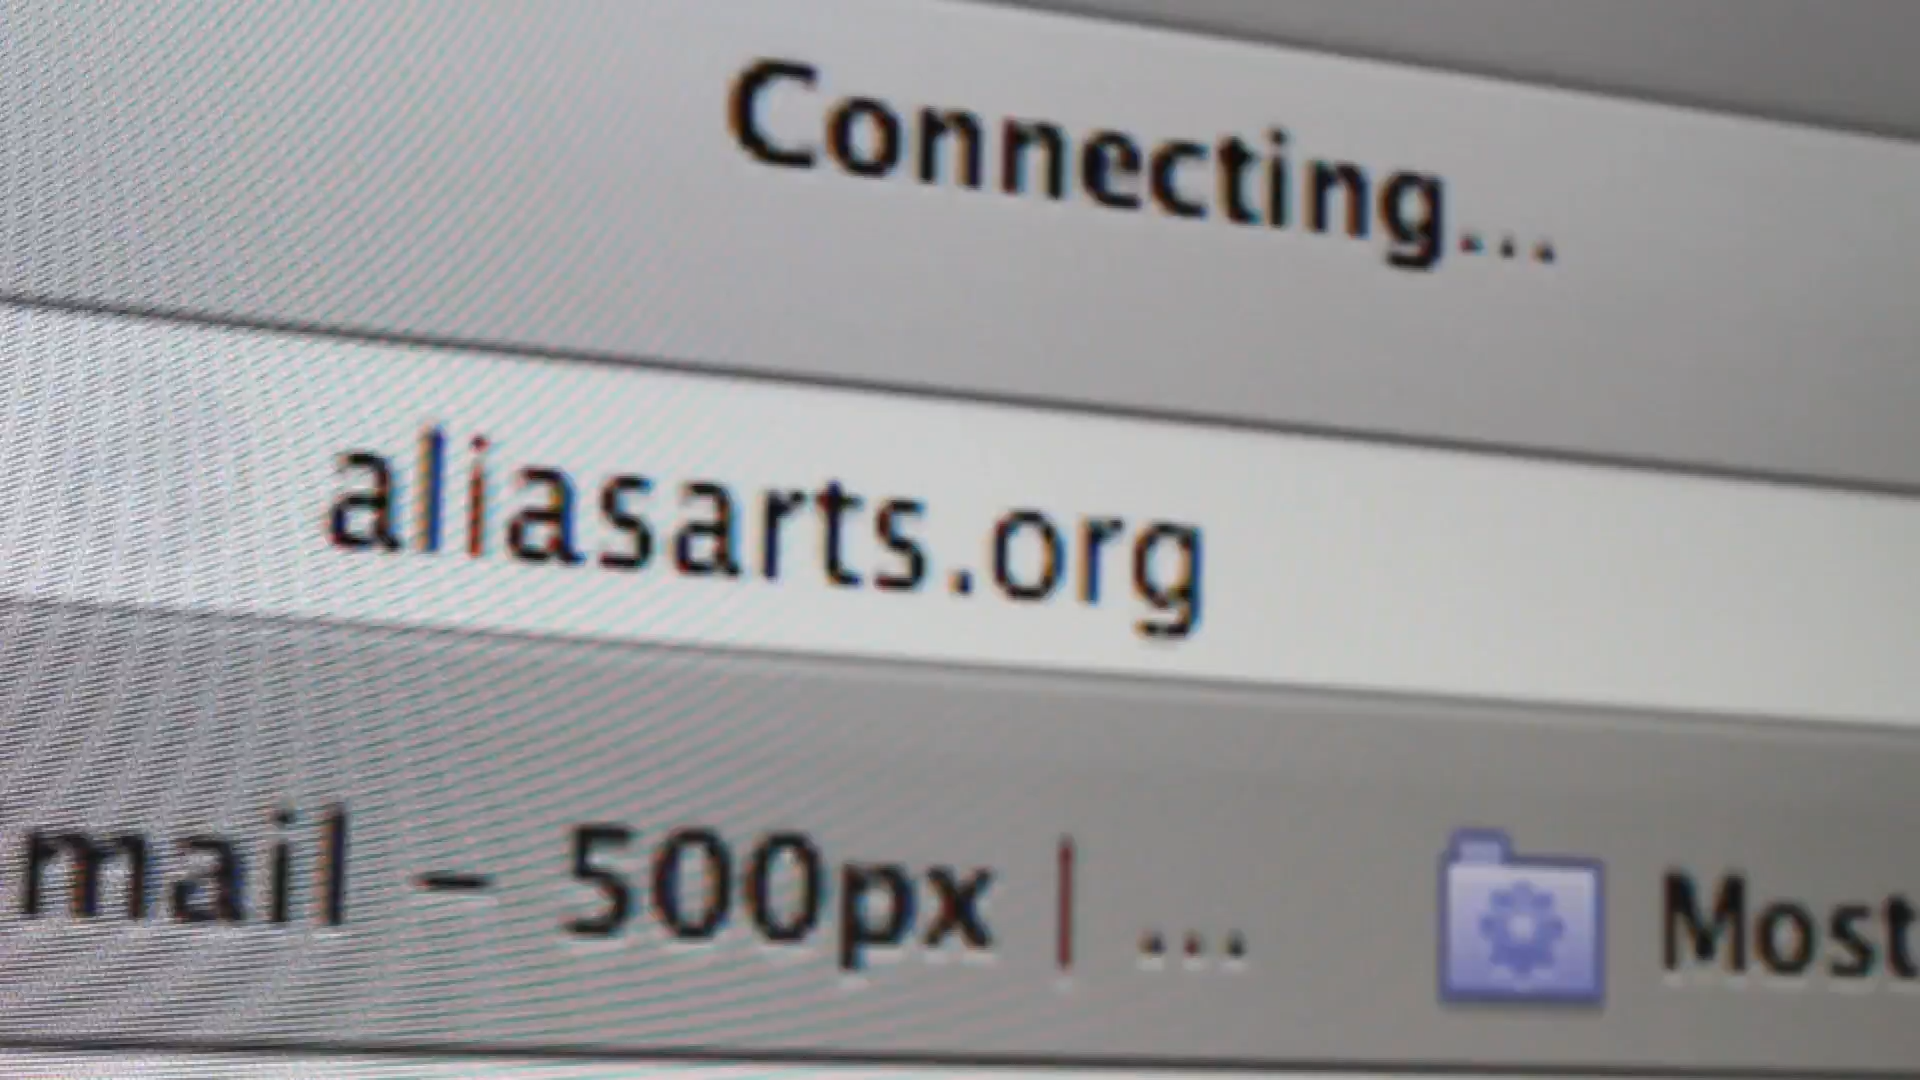 Connecting...
aliasarts.org
mail – 500px | ...
Most